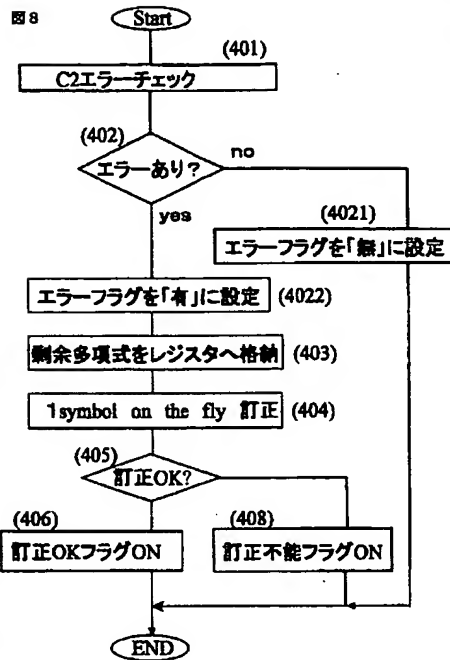 図8
Start
(401)
C2エラーチェック
(402)
エラーあり?
no
yes
(4021)
エラーフラグを「無」に設定
エラーフラグを「有」に設定
(4022)
剰余多項式をレジスタへ格納
(403)
1symbol on the fly 訂正
(404)
(405)
訂正OK?
(406)
訂正OKフラグON
(408)
訂正不能フラグON
END